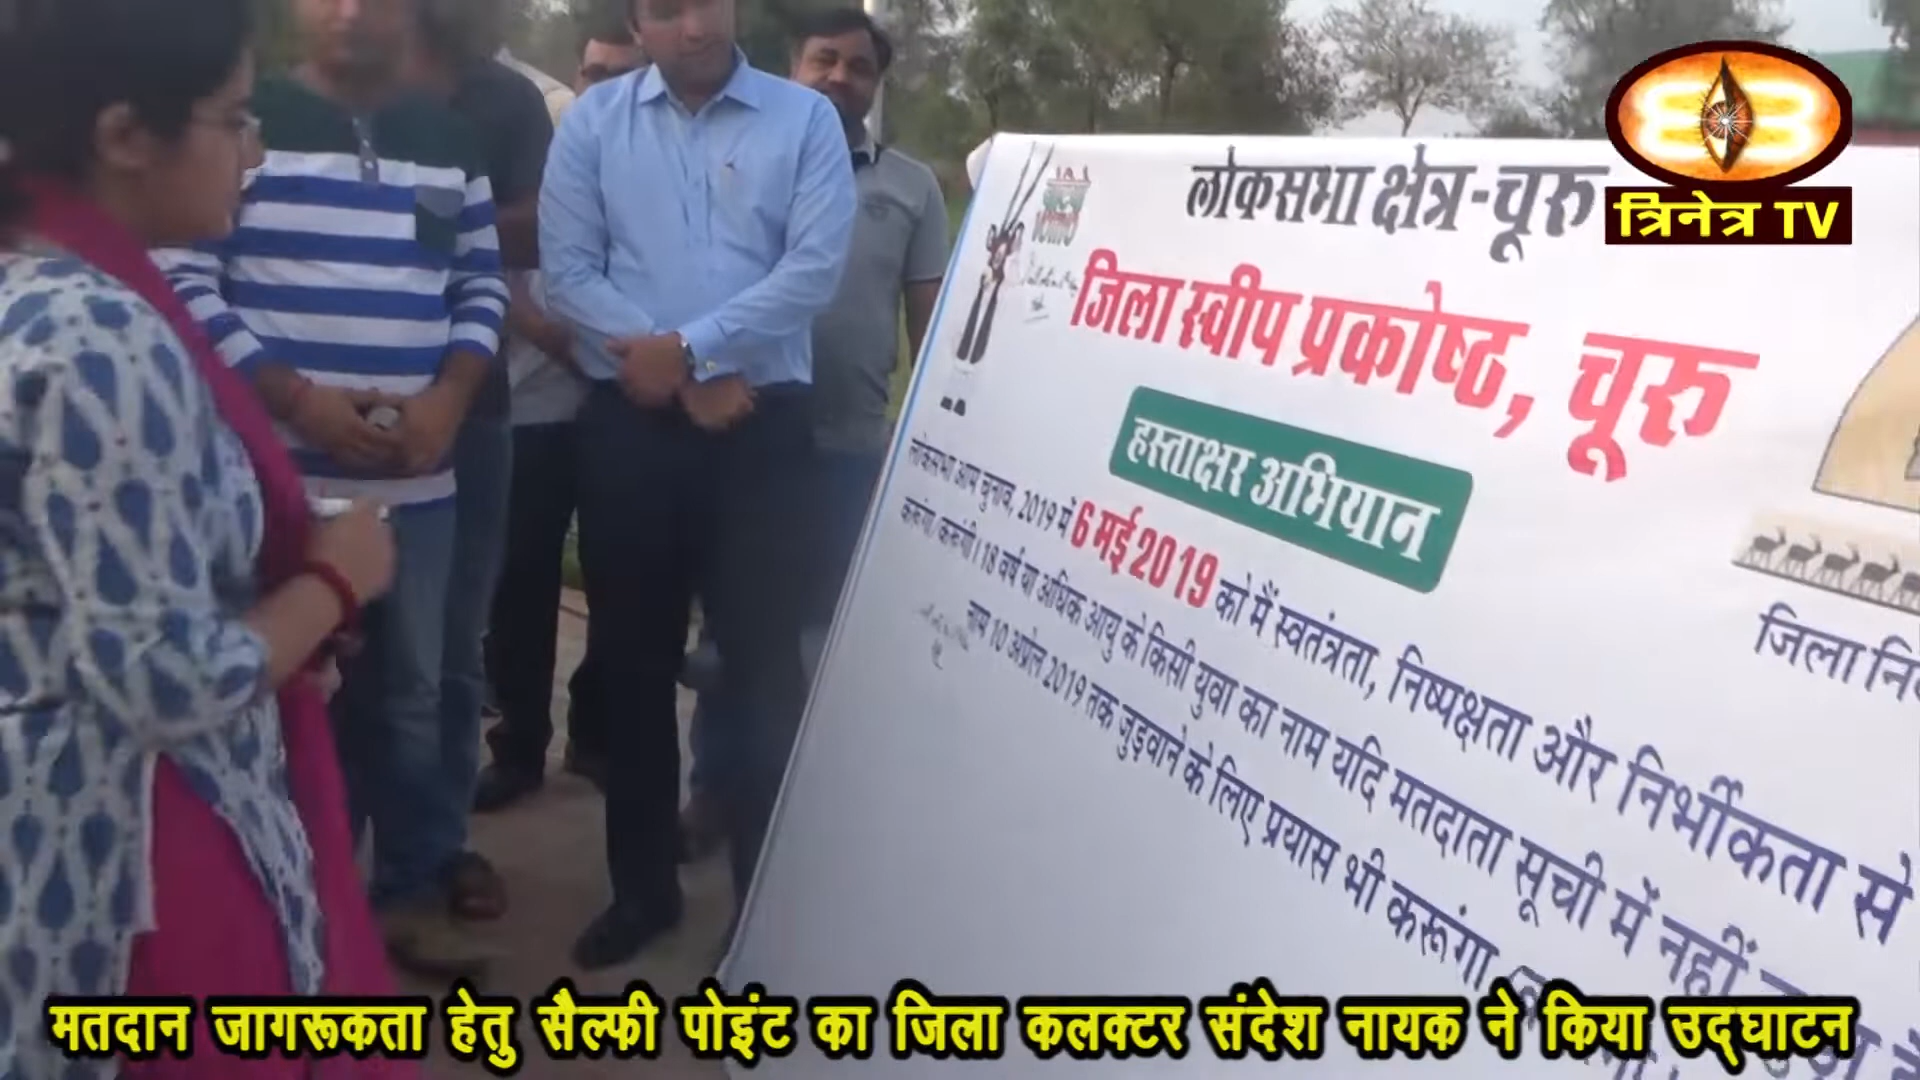 त्रिनेत्र TV
लोकसभा क्षेत्र-चूरू
जिला स्वीप प्रकोष्ठ, चूरू
हस्ताक्षर अभियान
लोकसभा आम चुनाव, 2019 में 6 मई 2019 को मैं स्वतंत्रता, निष्पक्षता और निर्भीकता से
करूंगा/करूंगी। 18 वर्ष या अधिक आयु के किसी युवा का नाम यदि मतदाता सूची में नहीं
नाम 10 अप्रेल 2019 तक जुड़वाने के लिए प्रयास भी करूंगा
जिला
मतदान जागरूकता हेतु सैल्फी पोइंट का जिला कलक्टर संदेश नायक ने किया उद्घाटन